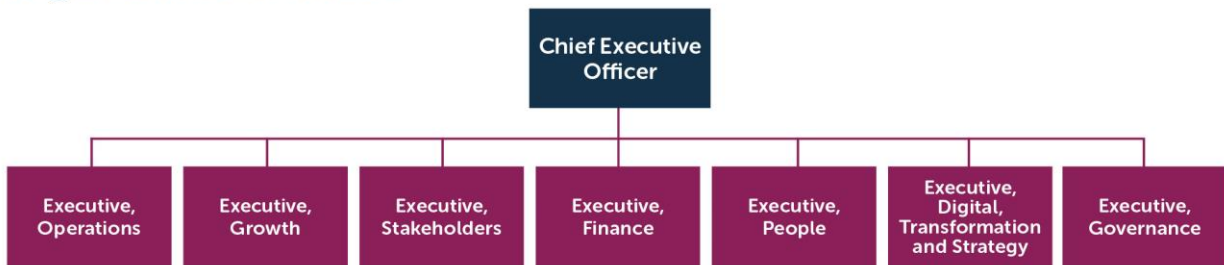 Chief Executive
Officer
Executive,
Operations
Executive,
Growth
Executive,
Stakeholders
Executive,
Finance
Executive,
People
Executive,
Digital,
Transformation
and Strategy
Executive,
Governance